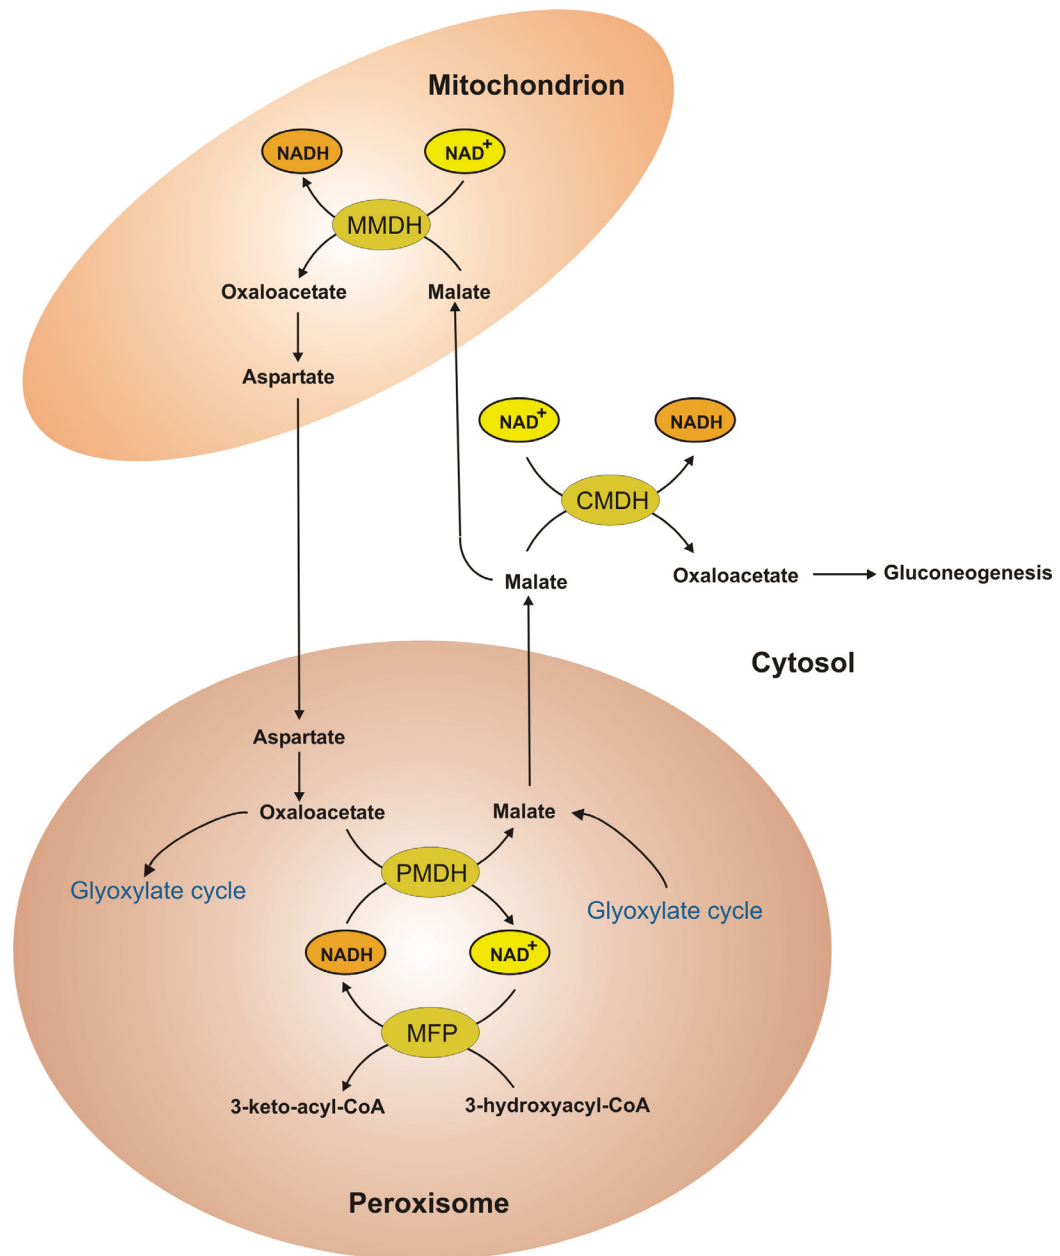 Mitochondrion
NADH
NAD+
MMDH
Oxaloacetate
Malate
Aspartate
NAD+
NADH
CMDH
Malate
Oxaloacetate
Gluconeogenesis
Cytosol
Aspartate
Oxaloacetate
Malate
PMDH
Glyoxylate cycle
Glyoxylate cycle
NADH
NAD+
MFP
3-keto-acyl-CoA
3-hydroxyacyl-CoA
Peroxisome